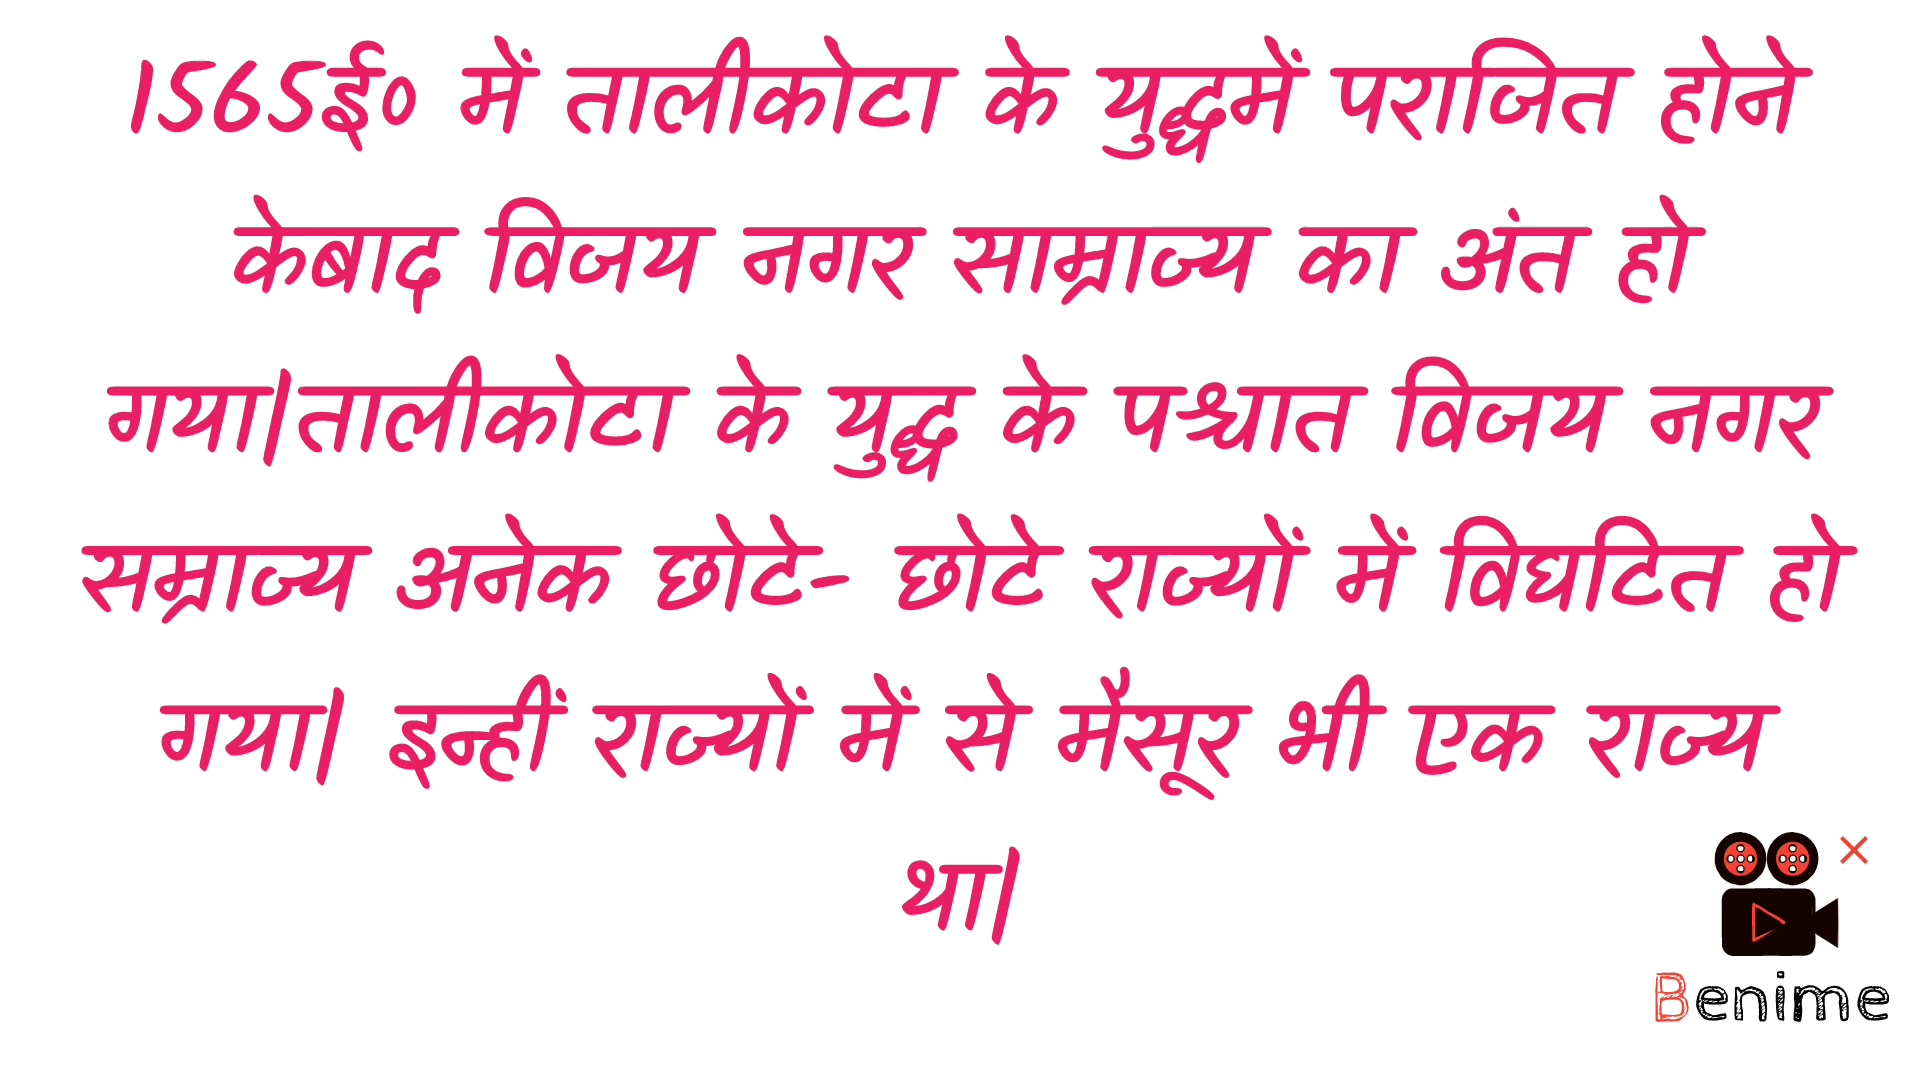 1565ई० में तालीकोटा के युद्धमें पराजित होने
केबाद विजय नगर साम्राज्य का अंत हो
गया|तालीकोटा के युद्ध के पश्चात विजय नगर
सम्राज्य अनेक छोटे- छोटे राज्यों में विघटित हो
गया| इन्हीं राज्यों में से मैसूर भी एक राज्य
था|
Benime